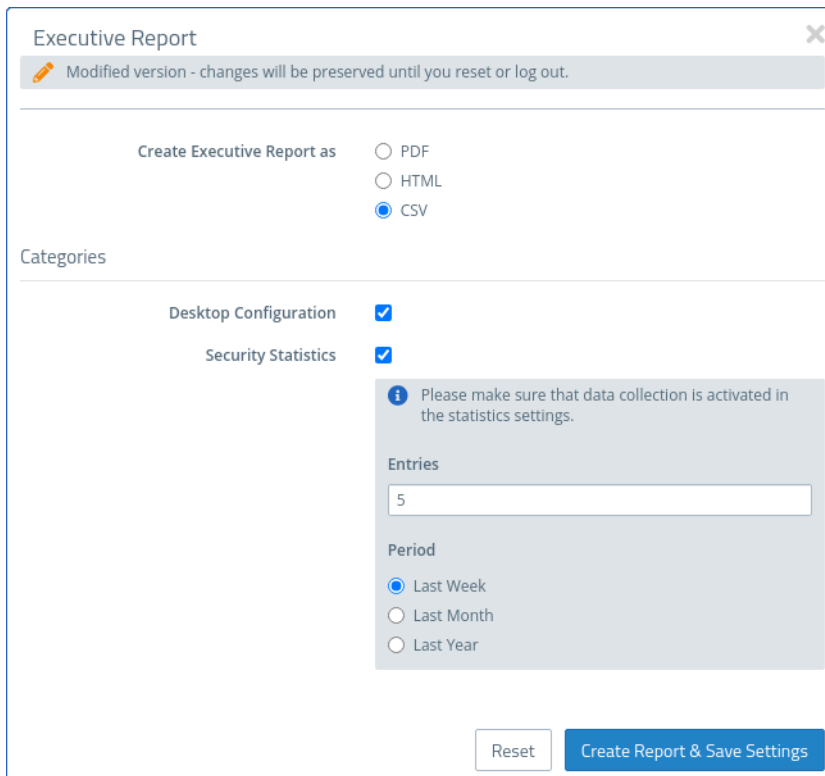 Executive Report
Modified version - changes will be preserved until you reset or log out.
Create Executive Report as
PDF
HTML
CSV
Categories
Desktop Configuration
Security Statistics
Please make sure that data collection is activated in
the statistics settings.
Entries
5
Period
Last Week
Last Month
Last Year
Reset
Create Report & Save Settings